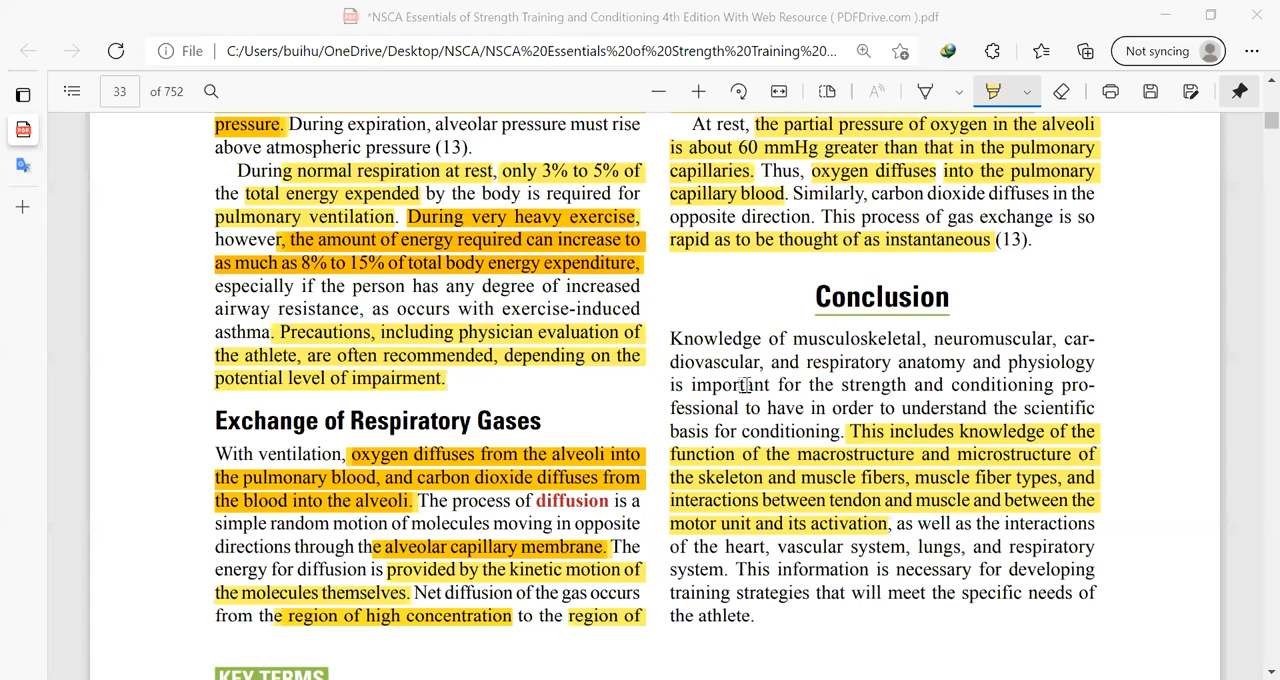 *NSCA Essentials of Strength Training and Conditioning 4th Edition With Web Resource ( PDFDrive.com ).pdf
File
C:/Users/buihu/OneDrive/Desktop/NSCA/NSCA%20Essentials%20of%20Strength%20Training%20...
Not syncing
33 of 752
pressure. During expiration, alveolar pressure must rise
above atmospheric pressure (13).
During normal respiration at rest, only 3% to 5% of
the total energy expended by the body is required for
pulmonary ventilation. During very heavy exercise,
however, the amount of energy required can increase to
as much as 8% to 15% of total body energy expenditure,
especially if the person has any degree of increased
airway resistance, as occurs with exercise-induced
asthma. Precautions, including physician evaluation of
the athlete, are often recommended, depending on the
potential level of impairment.
Exchange of Respiratory Gases
With ventilation, oxygen diffuses from the alveoli into
the pulmonary blood, and carbon dioxide diffuses from
the blood into the alveoli. The process of diffusion is a
simple random motion of molecules moving in opposite
directions through the alveolar capillary membrane. The
energy for diffusion is provided by the kinetic motion of
the molecules themselves. Net diffusion of the gas occurs
from the region of high concentration to the region of
KEY TERMS
At rest, the partial pressure of oxygen in the alveoli
is about 60 mmHg greater than that in the pulmonary
capillaries. Thus, oxygen diffuses into the pulmonary
capillary blood. Similarly, carbon dioxide diffuses in the
opposite direction. This process of gas exchange is so
rapid as to be thought of as instantaneous (13).
Conclusion
Knowledge of musculoskeletal, neuromuscular, car-
diovascular, and respiratory anatomy and physiology
is important for the strength and conditioning pro-
fessional to have in order to understand the scientific
basis for conditioning. This includes knowledge of the
function of the macrostructure and microstructure of
the skeleton and muscle fibers, muscle fiber types, and
interactions between tendon and muscle and between the
motor unit and its activation, as well as the interactions
of the heart, vascular system, lungs, and respiratory
system. This information is necessary for developing
training strategies that will meet the specific needs of
the athlete.